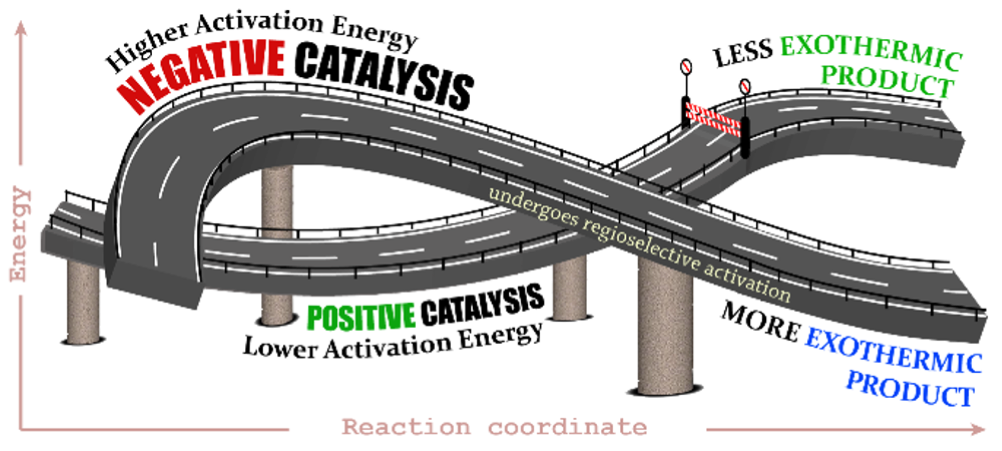 Higher Activation Energy
NEGATIVE CATALYSIS
LESS EXOTHERMIC
PRODUCT
undergoes regioselective activation
POSITIVE CATALYSIS
Lower Activation Energy
MORE EXOTHERMIC
PRODUCT
Energy
Reaction coordinate